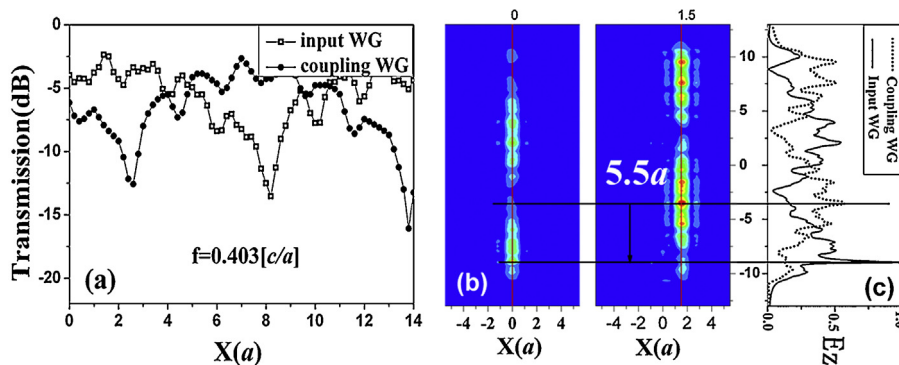 0
-5
-10
-15
-20
Transmission(dB)
input WG
coupling WG
(a)
f=0.403[c/a]
0 2 4 6 8 10 12 14
X(a)
0
1.5
5.5a
(b)
-4 -2 0 2 4
X(a)
-4 -2 0 2 4
X(a)
10
5
0
-5
-10
Coupling WG
Input WG
(c)
0.0 0.5
Ez